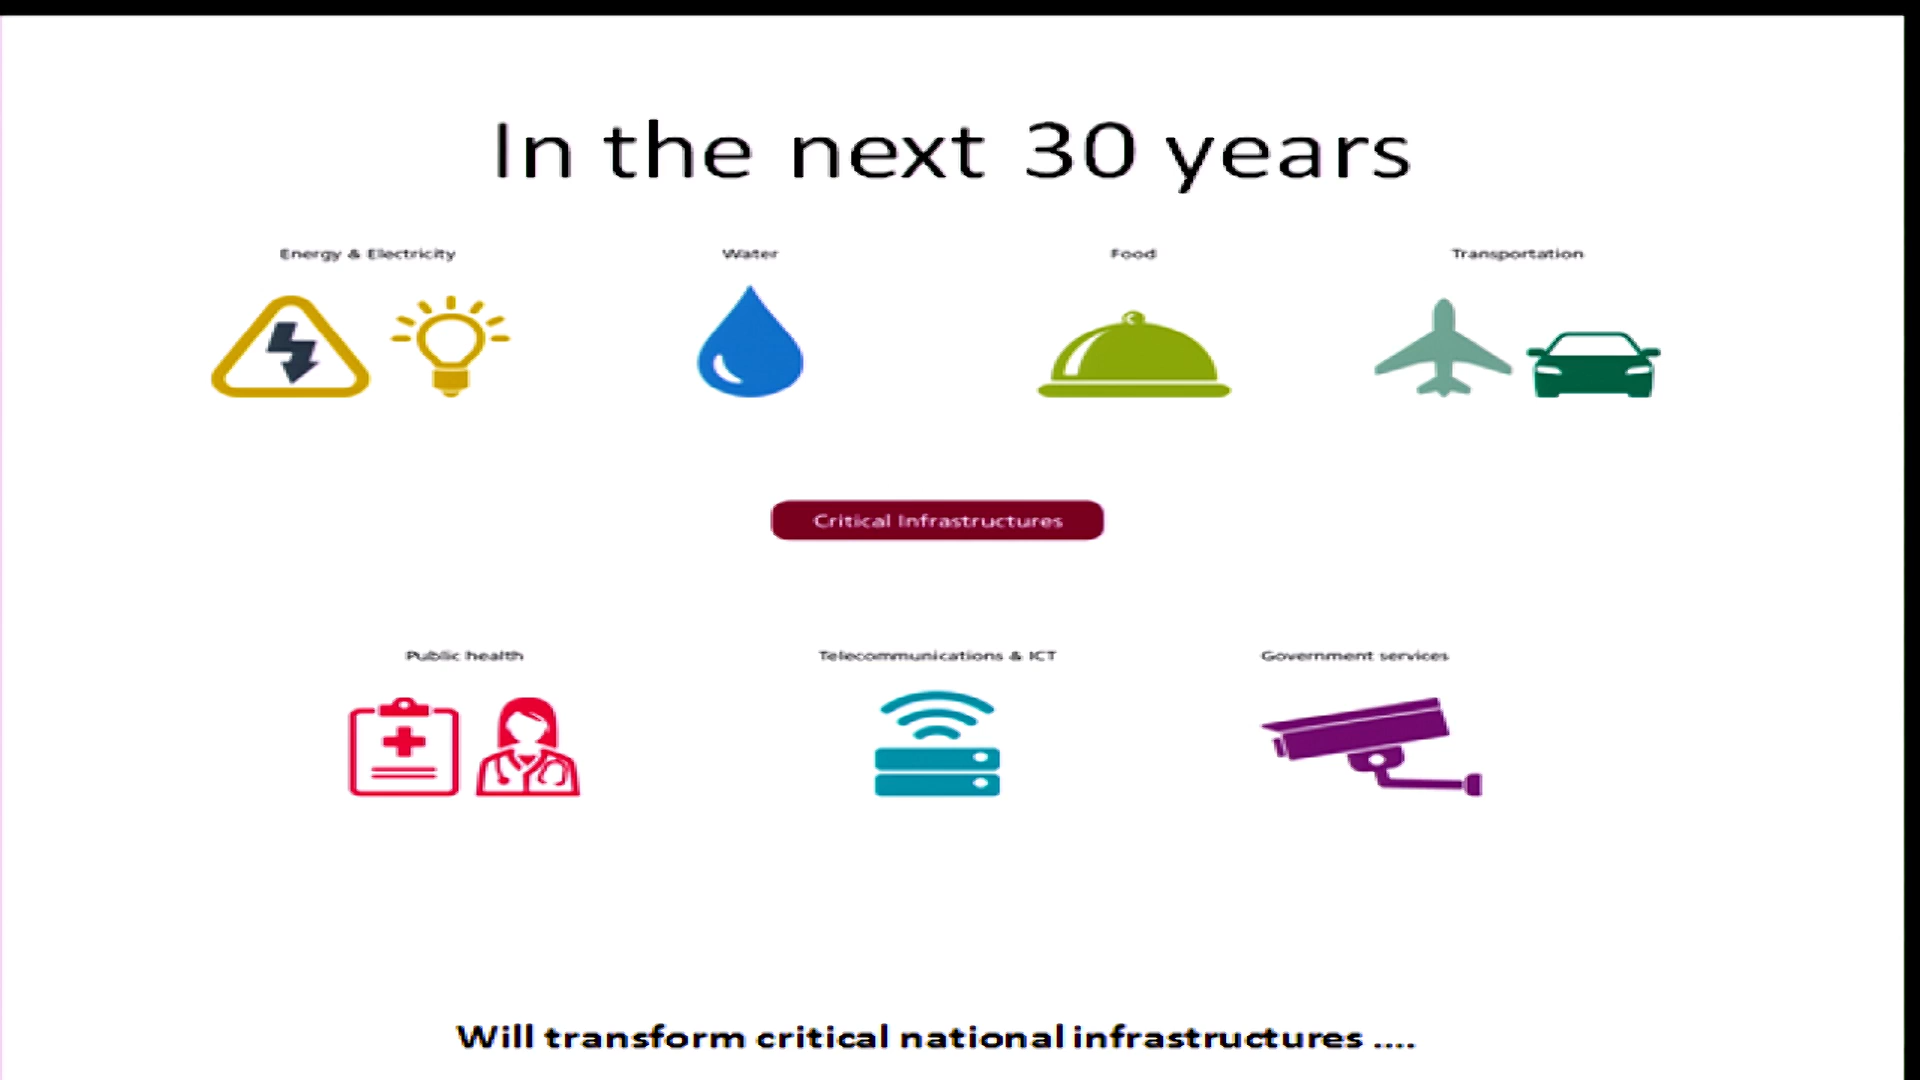 In the next 30 years
Energy & Electricity
Water
Food
Transportation
Critical Infrastructures
Public health
Telecommunications & ICT
Government services
Will transform critical national infrastructures ....